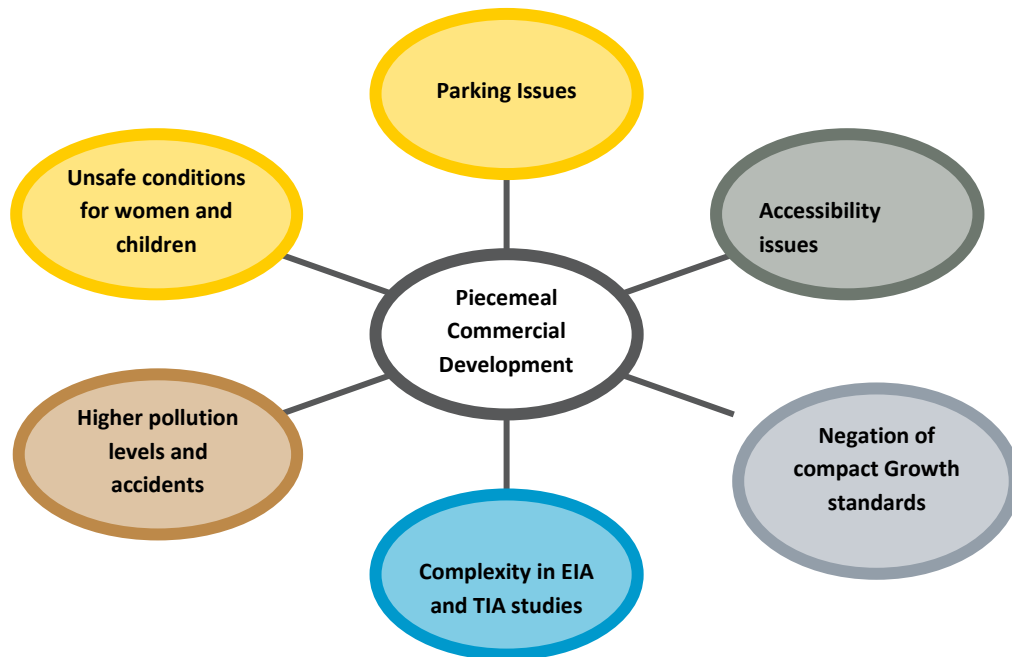 Parking Issues
Unsafe conditions
for women and
children
Accessibility
issues
Piecemeal
Commercial
Development
Higher pollution
levels and
accidents
Negation of
compact Growth
standards
Complexity in EIA
and TIA studies